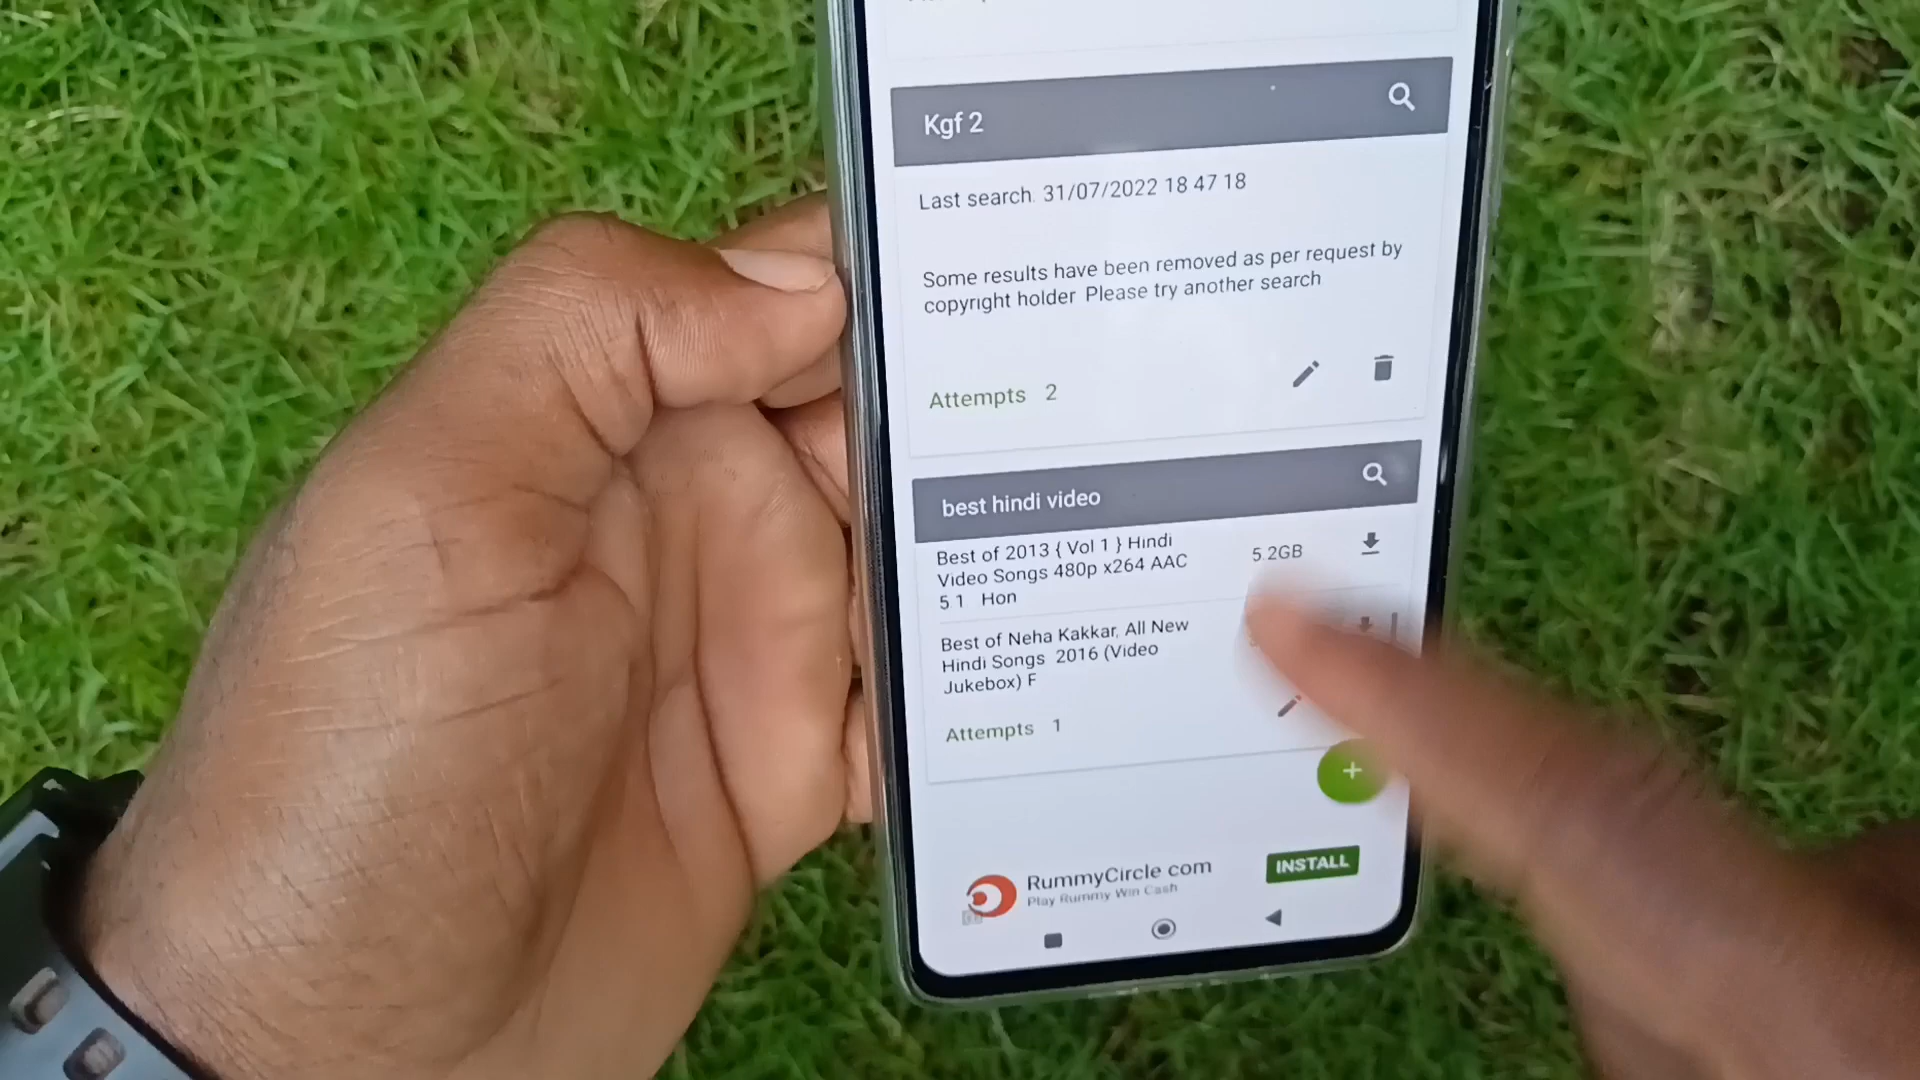 Kgf 2
Last search. 31/07/2022 18 47 18
Some results have been removed as per request by
copyright holder Please try another search
Attempts 2
best hindi video
Best of 2013 { Vol 1 } Hindi
Video Songs 480p x264 AAC
5 1 Hon
5.2GB
Best of Neha Kakkar, All New
Hindi Songs 2016 (Video
Jukebox) F
Attempts 1
+
RummyCircle com
Play Rummy Win Cash
INSTALL